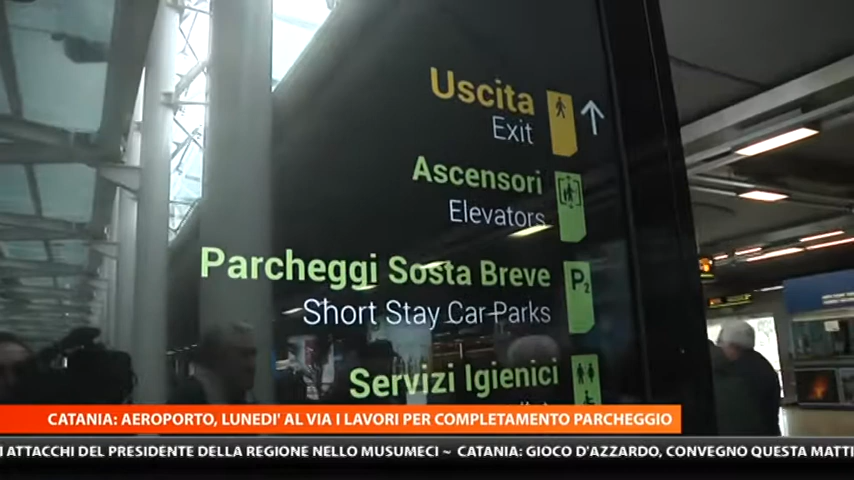 Uscita
Exit
Ascensori
Elevators
Parcheggi Sosta Breve
P2
Short Stay Car Parks
Servizi Igienici
CATANIA: AEROPORTO, LUNEDI' AL VIA I LAVORI PER COMPLETAMENTO PARCHEGGIO
I ATTACCHI DEL PRESIDENTE DELLA REGIONE NELLO MUSUMECI ~ CATANIA: GIOCO D'AZZARDO, CONVEGNO QUESTA MATTI